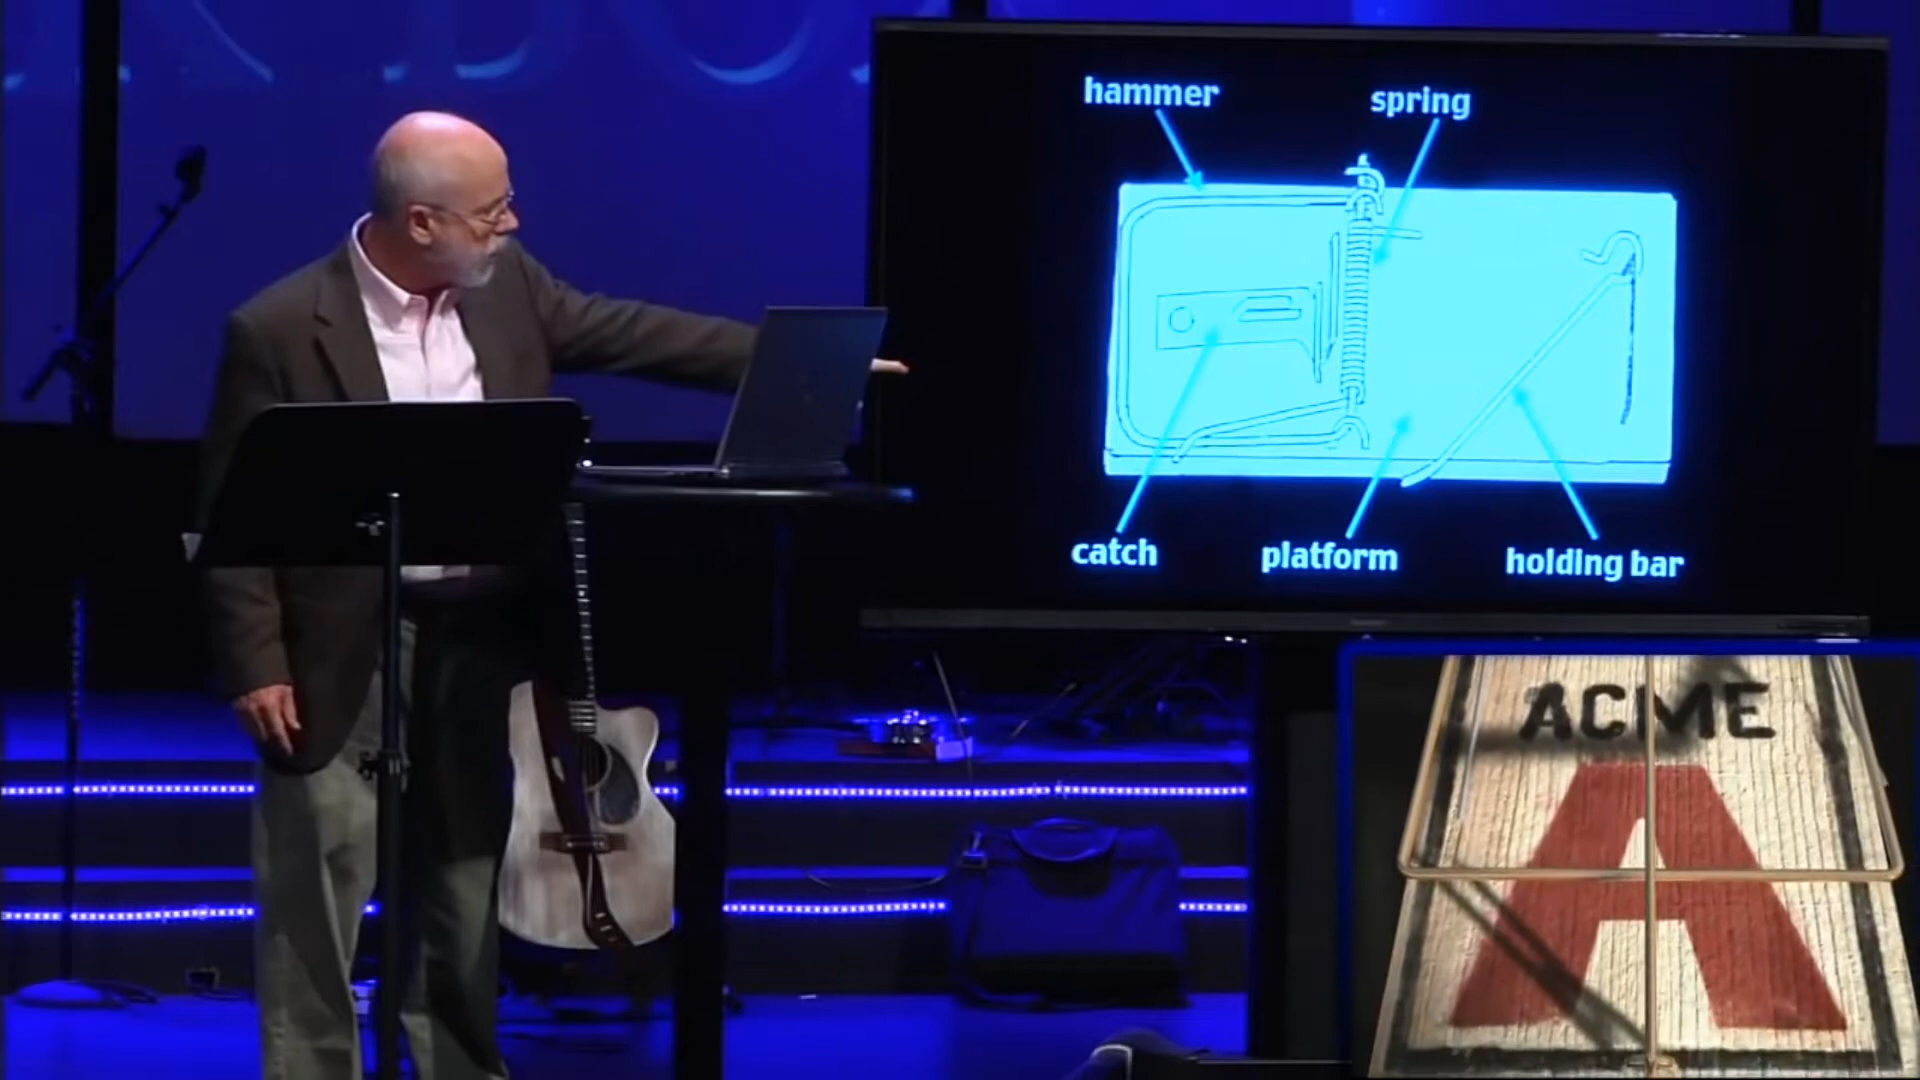 hammer
spring
catch
platform
holding bar
ACME
A